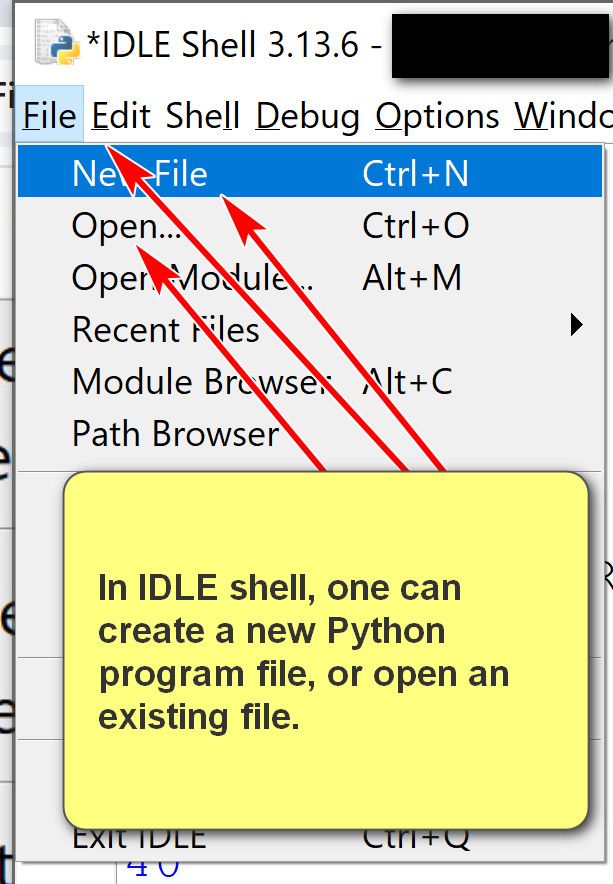 *IDLE Shell 3.13.6 -
File Edit Shell Debug Options Windo
New File Ctrl+N
Open... Ctrl+O
Open Module... Alt+M
Recent Files
Module Browser Alt+C
Path Browser
In IDLE shell, one can
create a new Python
program file, or open an
existing file.
Exit IDLE Ctrl+Q